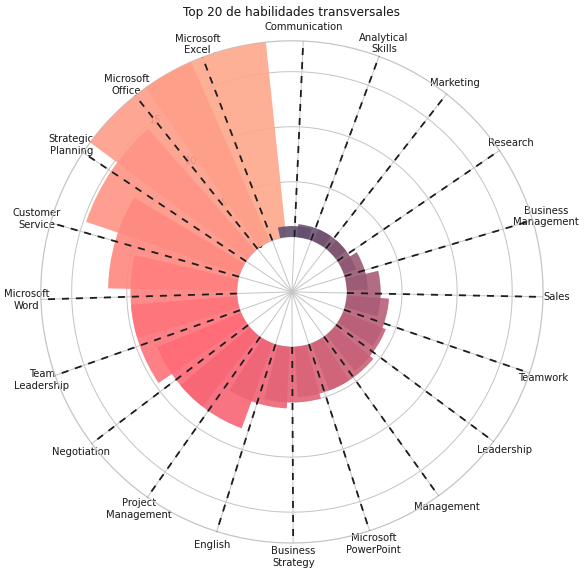 Top 20 de habilidades transversales
Communication
Analytical
Skills
Marketing
Research
Business
Management
Sales
Teamwork
Leadership
Management
Microsoft
PowerPoint
Business
Strategy
English
Project
Management
Negotiation
Team
Leadership
Microsoft
Word
Customer
Service
Strategic
Planning
Microsoft
Office
Microsoft
Excel